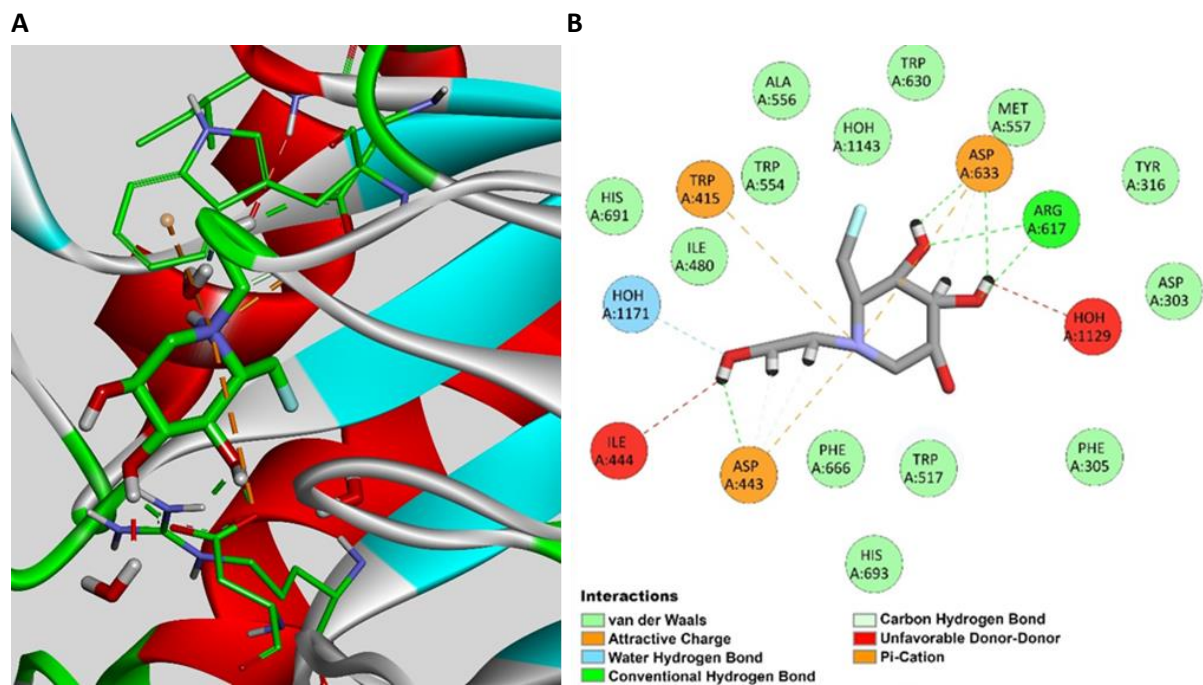 A
B
TRP
A:630
ALA
A:556
MET
A:557
HOH
A:1143
ASP
A:633
TRP
A:554
TYR
A:316
TRP
A:415
HIS
A:691
ARG
A:617
ILE
A:480
ASP
A:303
HOH
A:1171
HOH
A:1129
ILE
A:444
PHE
A:666
TRP
A:517
PHE
A:305
ASP
A:443
HIS
A:693
Interactions
van der Waals
Attractive Charge
Water Hydrogen Bond
Conventional Hydrogen Bond
Carbon Hydrogen Bond
Unfavorable Donor-Donor
Pi-Cation